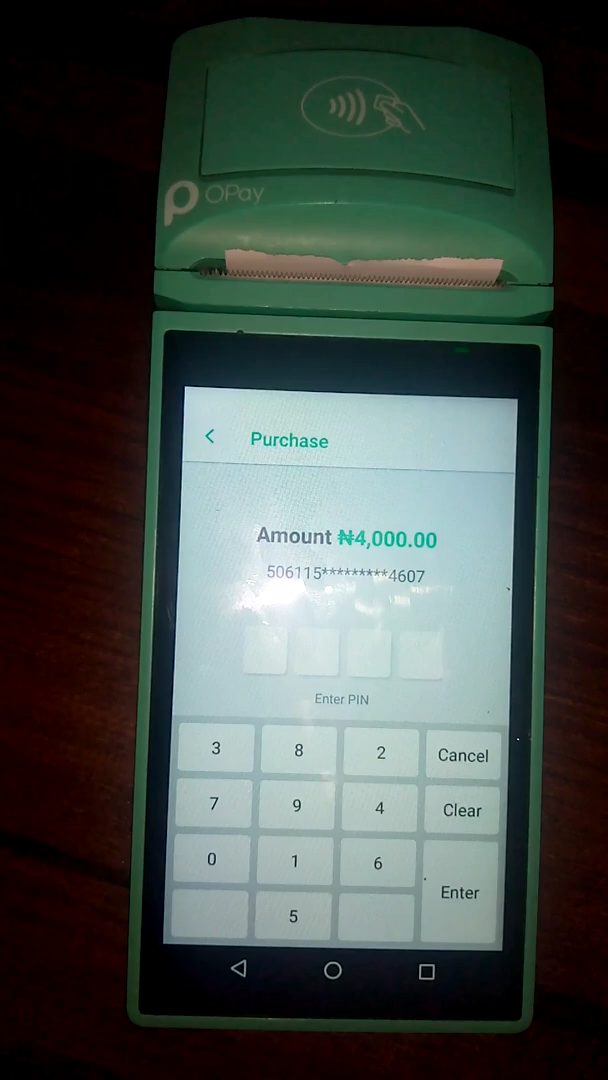 OPay
Purchase
Amount ₦4,000.00
506115*********4607
Enter PIN
3 8 2 Cancel
7 9 4 Clear
0 1 6 Enter
5